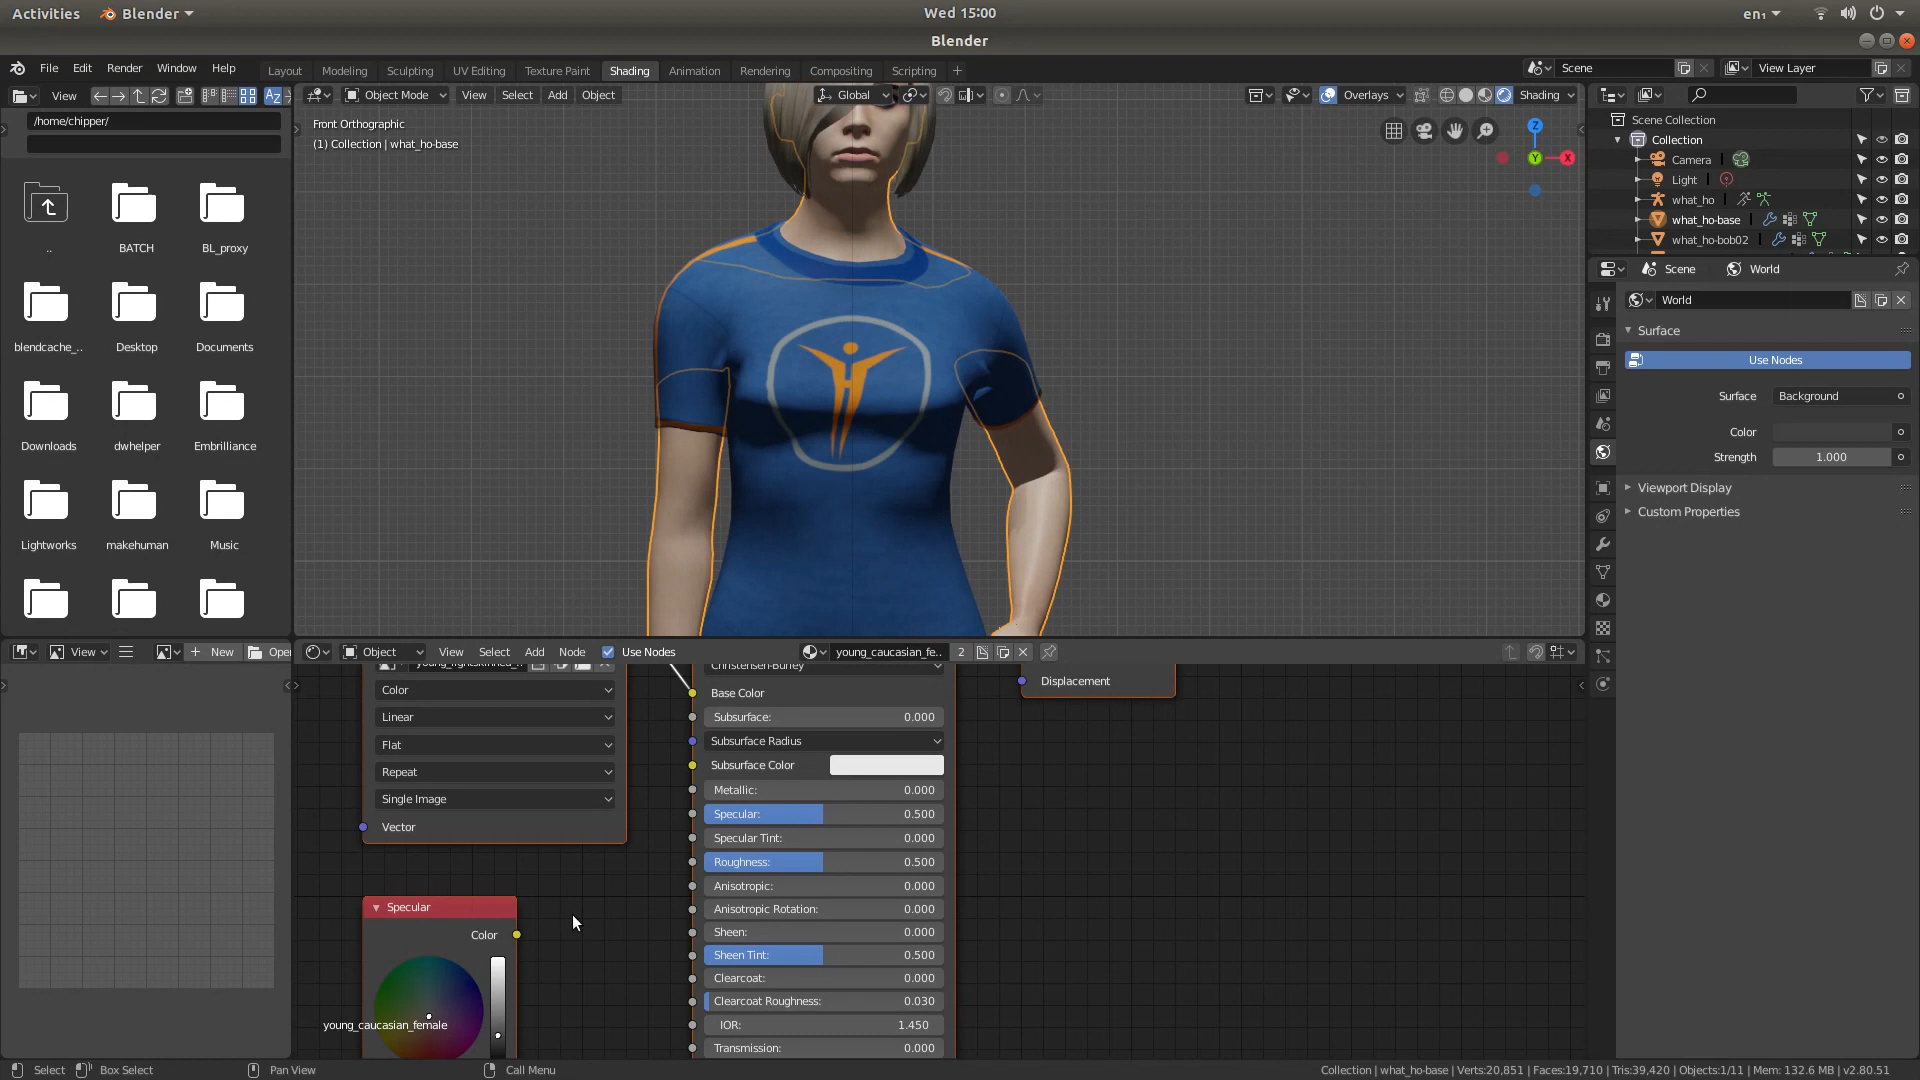 Activities
Blender
Wed 15:00
en₁
Blender
File Edit Render Window Help
Layout Modeling Sculpting UV Editing Texture Paint Shading Animation Rendering Compositing Scripting
Scene
View Layer
View
Object Mode View Select Add Object
Global
Overlays
Shading
/home/chipper/
Front Orthographic
(1) Collection | what_ho-base
Z
Y
X
..
BATCH
BL_proxy
blendcache_..
Desktop
Documents
Downloads
dwhelper
Embrilliance
Lightworks
makehuman
Music
Scene Collection
Collection
Camera
Light
what_ho
what_ho-base
what_ho-bob02
Scene
World
World
Surface
Use Nodes
Surface
Background
Color
Strength
1.000
Viewport Display
Custom Properties
View
New
Open
Object View Select Add Node Use Nodes
young_caucasian_fe..
2
Color
Linear
Flat
Repeat
Single Image
Vector
Christensen-Burley
Base Color
Subsurface: 0.000
Subsurface Radius
Subsurface Color
Metallic: 0.000
Specular: 0.500
Specular Tint: 0.000
Roughness: 0.500
Anisotropic: 0.000
Anisotropic Rotation: 0.000
Sheen: 0.000
Sheen Tint: 0.500
Clearcoat: 0.000
Clearcoat Roughness: 0.030
IOR: 1.450
Transmission: 0.000
Displacement
Specular
Color
young_caucasian_female
Select
Box Select
Pan View
Call Menu
Collection | what_ho-base | Verts:20,851 | Faces:19,710 | Tris:39,420 | Objects:1/11 | Mem: 132.6 MB | v2.80.51